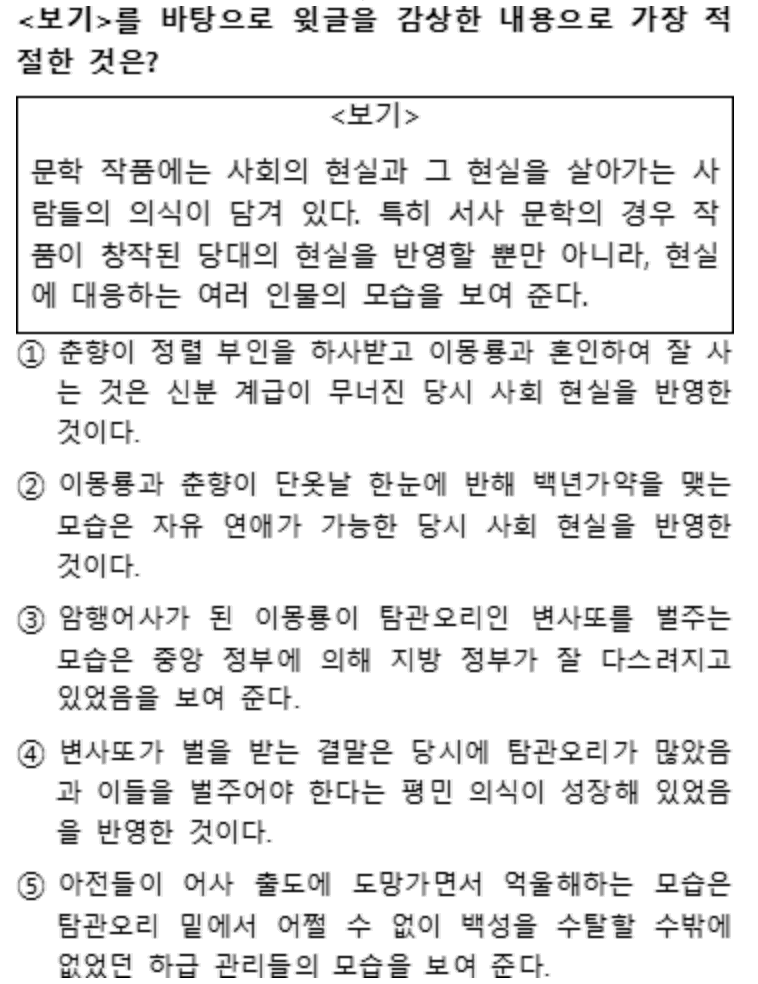 <보기>를 바탕으로 윗글을 감상한 내용으로 가장 적
절한 것은?
<보기>
문학 작품에는 사회의 현실과 그 현실을 살아가는 사
람들의 의식이 담겨 있다. 특히 서사 문학의 경우 작
품이 창작된 당대의 현실을 반영할 뿐만 아니라, 현실
에 대응하는 여러 인물의 모습을 보여 준다.
① 춘향이 정렬 부인을 하사받고 이몽룡과 혼인하여 잘 사
는 것은 신분 계급이 무너진 당시 사회 현실을 반영한
것이다.
② 이몽룡과 춘향이 단옷날 한눈에 반해 백년가약을 맺는
모습은 자유 연애가 가능한 당시 사회 현실을 반영한
것이다.
③ 암행어사가 된 이몽룡이 탐관오리인 변사또를 벌주는
모습은 중앙 정부에 의해 지방 정부가 잘 다스려지고
있었음을 보여 준다.
④ 변사또가 벌을 받는 결말은 당시에 탐관오리가 많았음
과 이들을 벌주어야 한다는 평민 의식이 성장해 있었음
을 반영한 것이다.
⑤ 아전들이 어사 출도에 도망가면서 억울해하는 모습은
탐관오리 밑에서 어쩔 수 없이 백성을 수탈할 수밖에
없었던 하급 관리들의 모습을 보여 준다.